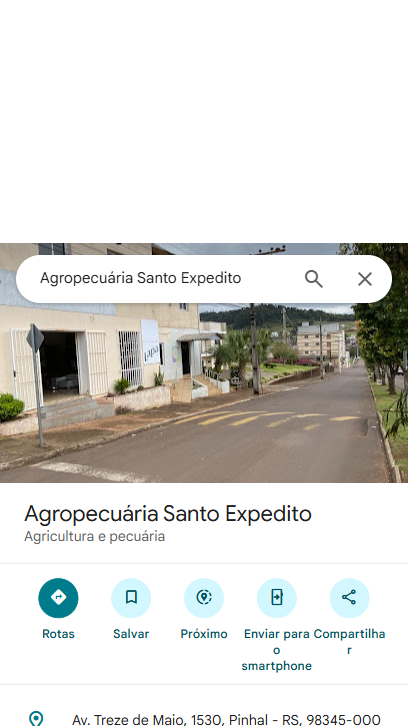 Agropecuária Santo Expedito
Agropecuária Santo Expedito
Agricultura e pecuária
Rotas
Salvar
Próximo
Enviar para o smartphone
Compartilhar
Av. Treze de Maio, 1530, Pinhal - RS, 98345-000